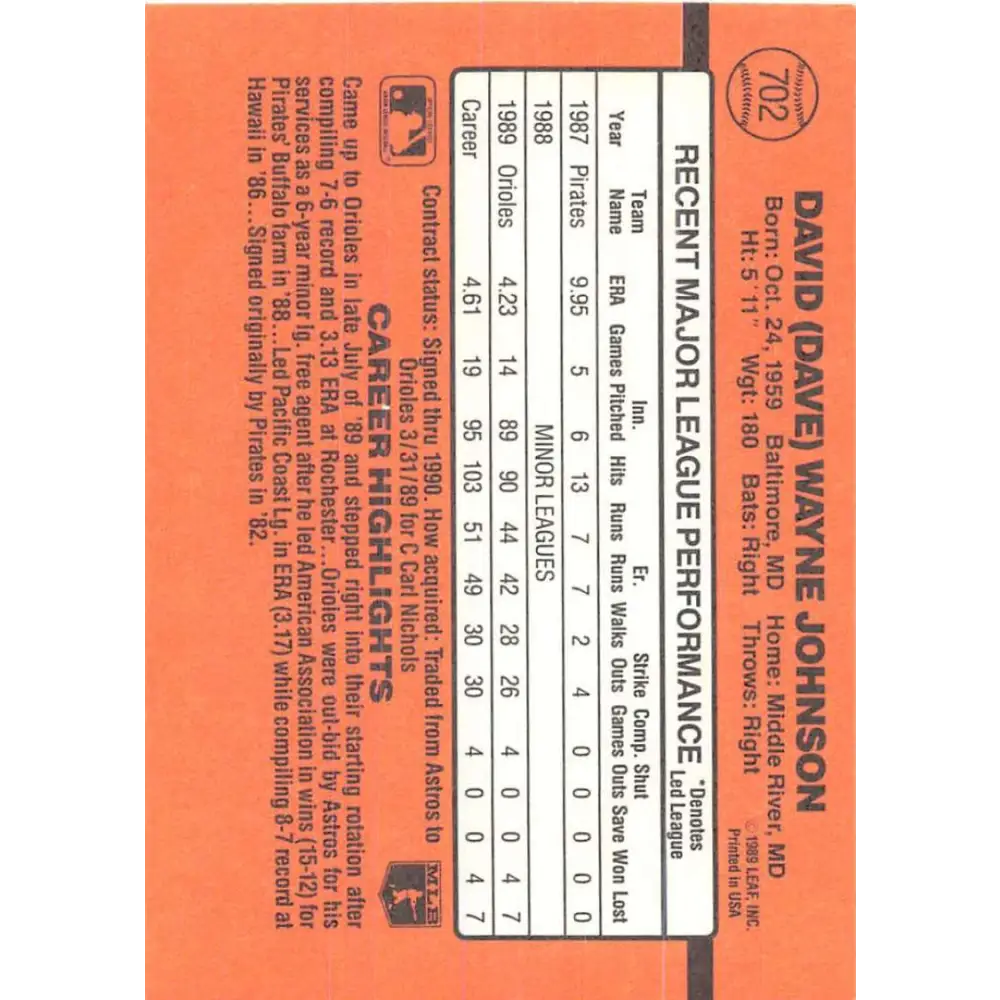 702
DAVID (DAVE) WAYNE JOHNSON
Born: Oct. 24, 1959 Baltimore, MD Home: Middle River, MD
Ht: 5'11" Wgt: 180 Bats: Right Throws: Right
© 1989 LEAF, INC.
Printed in USA
RECENT MAJOR LEAGUE PERFORMANCE *Denotes Led League
Team Inn. Er. Strike Comp. Shut
Year Name ERA Games Pitched Hits Runs Runs Walks Outs Games Outs Save Won Lost
1987 Pirates 9.95 5 6 13 7 7 2 4 0 0 0 0 0
1988 MINOR LEAGUES
1989 Orioles 4.23 14 89 90 44 42 28 26 4 0 0 4 7
Career 4.61 19 95 103 51 49 30 30 4 0 0 4 7
Contract status: Signed thru 1990. How acquired: Traded from Astros to
Orioles 3/31/89 for C Carl Nichols
MLB
CAREER HIGHLIGHTS
Came up to Orioles in late July of '89 and stepped right into their starting rotation after
compiling 7-6 record and 3.13 ERA at Rochester...Orioles were out-bid by Astros for his
services as a 6-year minor lg. free agent after he led American Association in wins (15-12) for
Pirates' Buffalo farm in '88...Led Pacific Coast Lg. in ERA (3.17) while compiling 8-7 record at
Hawaii in '86...Signed originally by Pirates in '82.